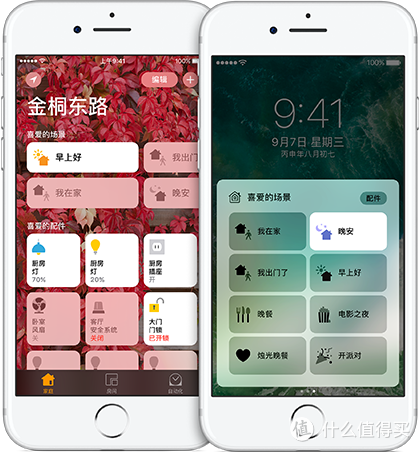 上午9:41
100%
编辑
金桐东路
喜爱的场景
早上好
我出门
我在家
晚安
喜爱的配件
厨房
灯
70%
厨房
灯
20%
厨房
插座
开
卧室
风扇
关
客厅
安全系统
关闭
大门
门锁
已开锁
家庭
房间
自动化
100%
9:41
9月7日 星期三
丙申年八月初七
喜爱的场景
配件
我在家
晚安
我出门了
早上好
晚餐
电影之夜
烛光晚餐
开派对
值 什么值得买